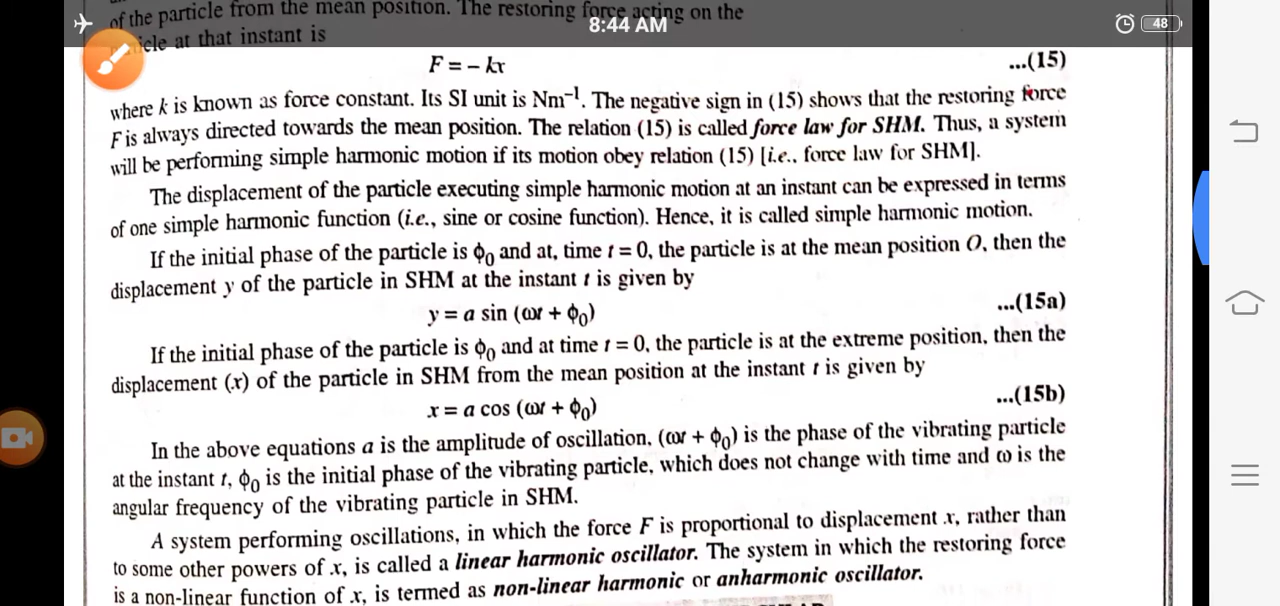 of the particle from the mean position. The restoring force acting on the
8:44 AM
48
icle at that instant is
F = – kx ...(15)
where k is known as force constant. Its SI unit is Nm⁻¹. The negative sign in (15) shows that the restoring force
F is always directed towards the mean position. The relation (15) is called force law for SHM. Thus, a system
will be performing simple harmonic motion if its motion obey relation (15) [i.e., force law for SHM].
The displacement of the particle executing simple harmonic motion at an instant can be expressed in terms
of one simple harmonic function (i.e., sine or cosine function). Hence, it is called simple harmonic motion.
If the initial phase of the particle is ϕ₀ and at, time t = 0, the particle is at the mean position O, then the
displacement y of the particle in SHM at the instant t is given by
y = a sin (ωt + ϕ₀) ...(15a)
If the initial phase of the particle is ϕ₀ and at time t = 0, the particle is at the extreme position, then the
displacement (x) of the particle in SHM from the mean position at the instant t is given by
x = a cos (ωt + ϕ₀) ...(15b)
In the above equations a is the amplitude of oscillation, (ωt + ϕ₀) is the phase of the vibrating particle
at the instant t, ϕ₀ is the initial phase of the vibrating particle, which does not change with time and ω is the
angular frequency of the vibrating particle in SHM.
A system performing oscillations, in which the force F is proportional to displacement x, rather than
to some other powers of x, is called a linear harmonic oscillator. The system in which the restoring force
is a non-linear function of x, is termed as non-linear harmonic or anharmonic oscillator.